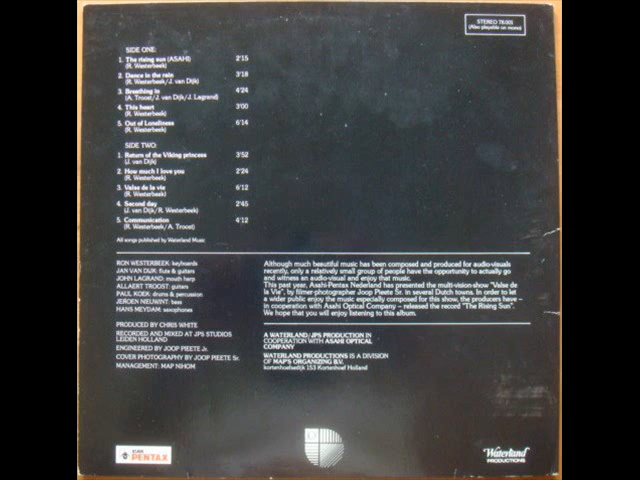 STEREO 78.001
(Also playable on mono)
SIDE ONE:
1. The rising sun (ASAHI) 2'15
(R. Westerbeek)
2. Dance in the rain 3'18
(R. Westerbeek/J. van Dijk)
3. Breathing in 4'24
(A. Troost/J. van Dijk/J. Lagrand)
4. This heart 3'00
(R. Westerbeek)
5. Out of Loneliness 6'14
(R. Westerbeek)
SIDE TWO:
1. Return of the Viking princess 3'52
(J. van Dijk)
2. How much I love you 2'24
(R. Westerbeek)
3. Valse de la vie 6'12
(R. Westerbeek)
4. Second day 2'45
(J. van Dijk/R. Westerbeek)
5. Communication 4'12
(R. Westerbeek/A. Troost)
All songs published by Waterland Music
RON WESTERBEEK: keyboards
JAN VAN DIJK: flute & guitars
JOHN LAGRAND: mouth harp
ALLAERT TROOST: guitars
PAUL KOEK: drums & percussion
JEROEN NIEUWINT: bass
HANS MEYDAM: saxophones
PRODUCED BY CHRIS WHITE
RECORDED AND MIXED AT JPS STUDIOS
LEIDEN HOLLAND
ENGINEERED BY JOOP PIEETE Jr.
COVER PHOTOGRAPHY BY JOOP PIEETE Sr.
MANAGEMENT: MAP NIHOM
Although much beautiful music has been composed and produced for audio-visuals
recently, only a relatively small group of people have the opportunity to actually go
and witness an audio-visual and enjoy that music.
This past year, Asahi-Pentax Nederland has presented the multi-vision-show "Valse de
la Vie", by filmer-photographer Joop Pieete Sr. in several Dutch towns. In order to let
a wider public enjoy the music especially composed for this show, the producers have –
in cooperation with Asahi Optical Company – released the record "The Rising Sun".
We hope that you will enjoy listening to this album.
A WATERLAND/JPS PRODUCTION IN
COOPERATION WITH ASAHI OPTICAL
COMPANY
WATERLAND PRODUCTIONS IS A DIVISION
OF MAP'S ORGANIZING B.V.
kortenhoefsedijk 153 Kortenhoef Holland
ASAHI
PENTAX
Waterland
PRODUCTIONS